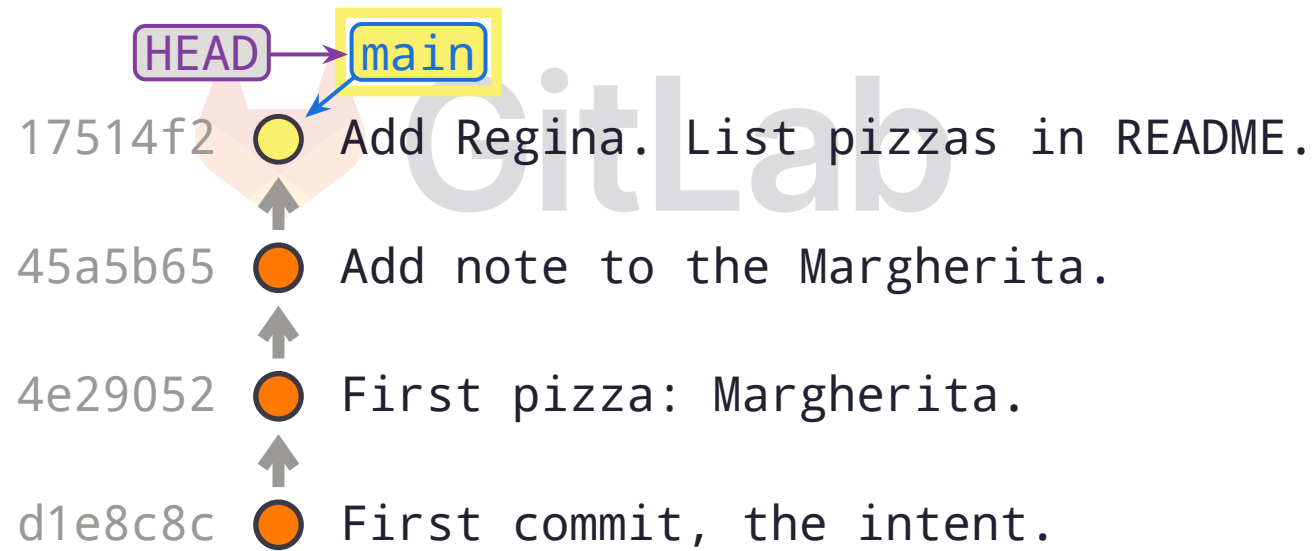 HEAD main
GitLab
17514f2 Add Regina. List pizzas in README.
45a5b65 Add note to the Margherita.
4e29052 First pizza: Margherita.
d1e8c8c First commit, the intent.